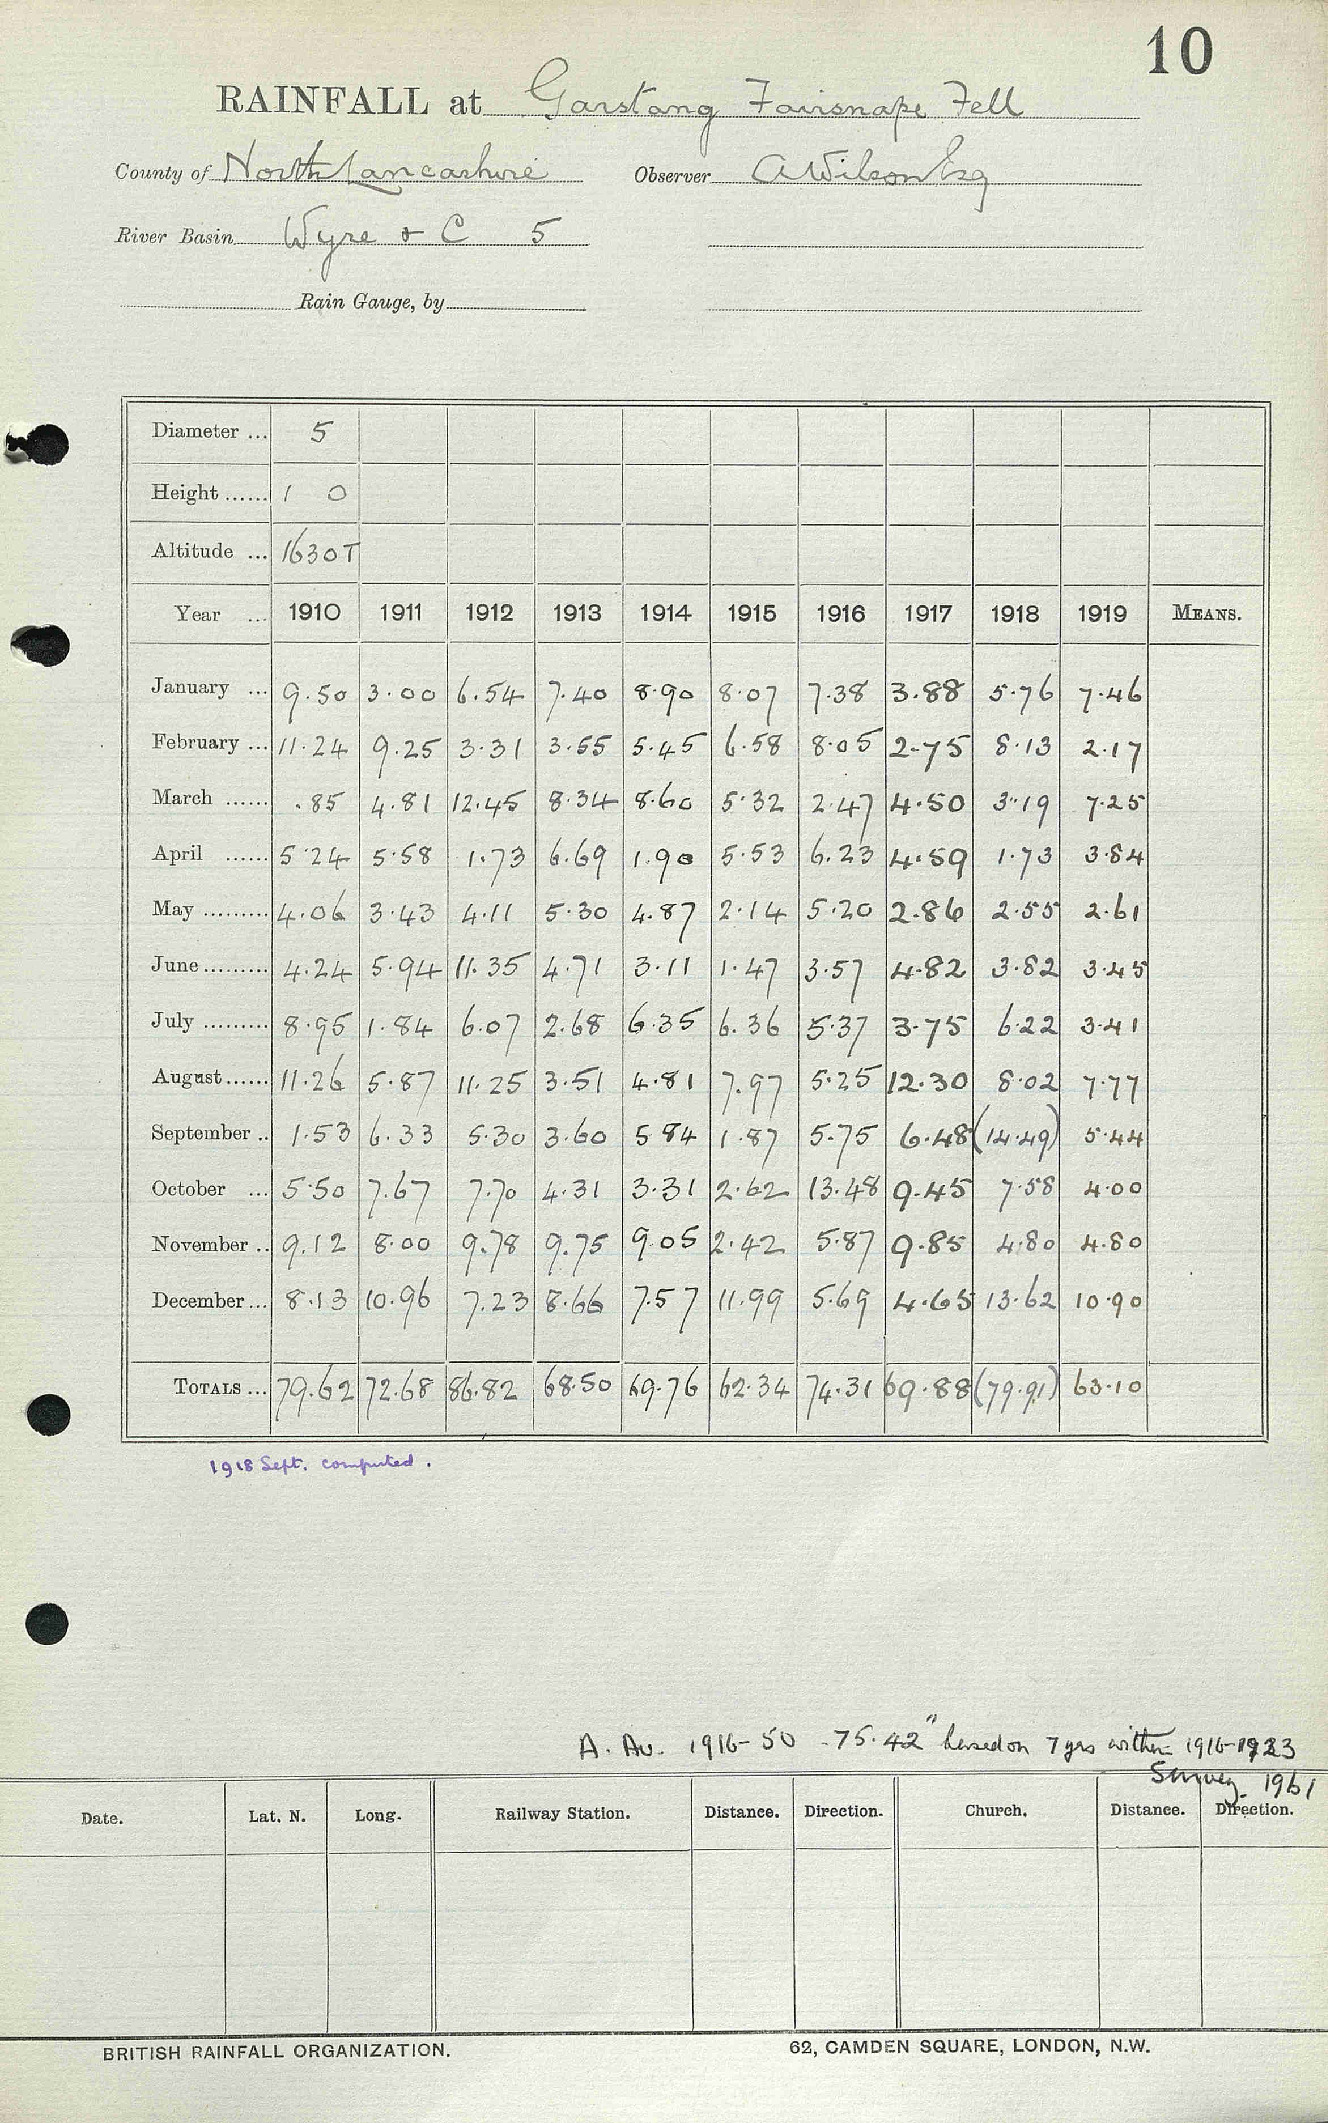 10
RAINFALL at Garstang Fairsnape Fell
County of North Lancashire Observer A Wilson Esq
River Basin Wyre & C 5
Rain Gauge, by
Diameter ... 5
Height ...... 1 0
Altitude ... 1630T
Year ... 1910 1911 1912 1913 1914 1915 1916 1917 1918 1919 MEANS.
January ... 9.50 3.00 6.54 7.40 8.90 8.07 7.38 3.88 5.76 7.46
February ... 11.24 9.25 3.31 3.55 5.45 6.58 8.05 2.75 8.13 2.17
March ...... .85 4.81 12.45 8.34 8.60 5.32 2.47 4.50 3.19 7.25
April ...... 5.24 5.58 1.73 6.69 1.90 5.53 6.23 4.59 1.73 3.84
May ......... 4.06 3.43 4.11 5.30 4.87 2.14 5.20 2.86 2.55 2.61
June ......... 4.24 5.94 11.35 4.71 3.11 1.47 3.57 4.82 3.82 3.45
July ......... 8.95 1.84 6.07 2.68 6.35 6.36 5.37 3.75 6.22 3.41
August ...... 11.26 5.87 11.25 3.51 4.81 7.97 5.25 12.30 8.02 7.77
September .. 1.53 6.33 5.30 3.60 5 84 1.87 5.75 6.48 (14.49) 5.44
October ... 5.50 7.67 7.70 4.31 3.31 2.62 13.48 9.45 7.58 4.00
November .. 9.12 8.00 9.78 9.75 9.05 2.42 5.87 9.85 4.80 4.80
December ... 8.13 10.96 7.23 8.66 7.57 11.99 5.69 4.65 13.62 10.90
TOTALS ... 79.62 72.68 86.82 68.50 69.76 62.34 74.31 69.88 (79.91) 63.10
1918 Sept. computed.
A. Av. 1916-50 75.42" based on 7 yrs within 1916-1923
Survey 1961
Date. Lat. N. Long. Railway Station. Distance. Direction. Church. Distance. Direction.
BRITISH RAINFALL ORGANIZATION. 62, CAMDEN SQUARE, LONDON, N.W.